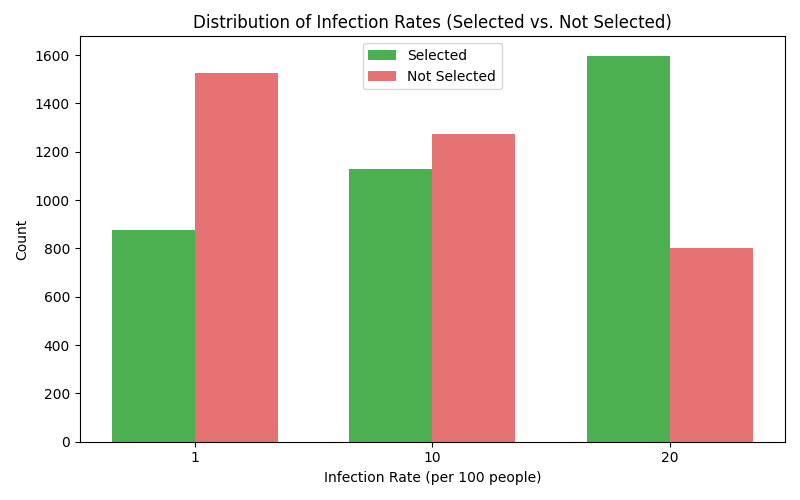 Distribution of Infection Rates (Selected vs. Not Selected)
Selected
Not Selected
1600
1400
1200
1000
800
600
400
200
0
Count
1 10 20
Infection Rate (per 100 people)